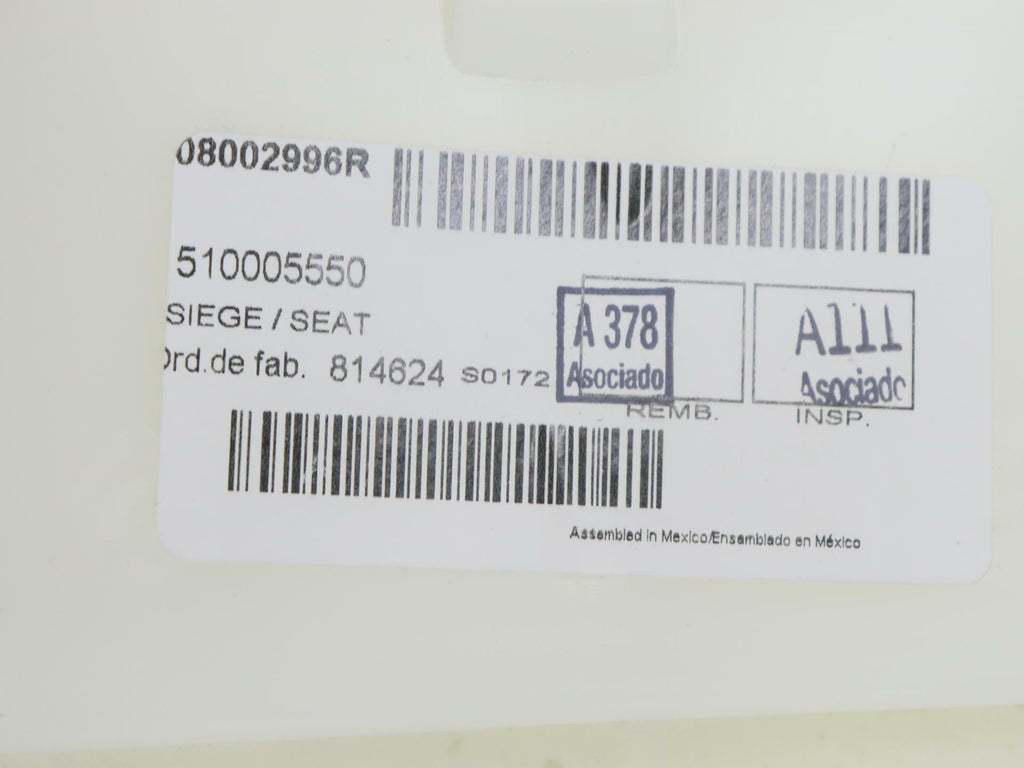 08002996R
510005550
SIEGE / SEAT
Ord.de fab. 814624 S0172
A 378
Asociado
REMB.
A111
Asociado
INSP.
Assembled in Mexico/Ensamblado en México